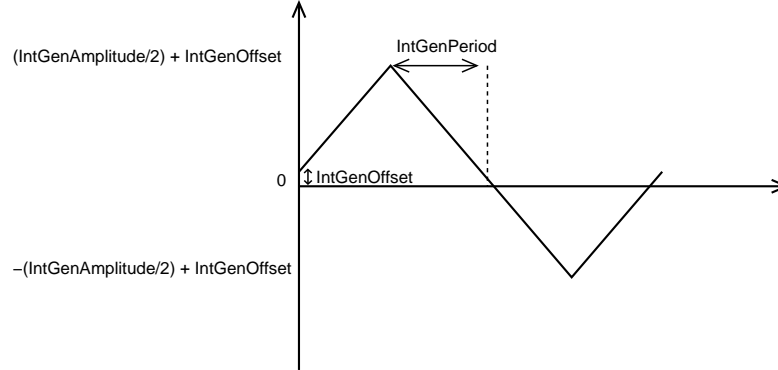 IntGenPeriod
(IntGenAmplitude/2) + IntGenOffset
IntGenOffset
0
−(IntGenAmplitude/2) + IntGenOffset